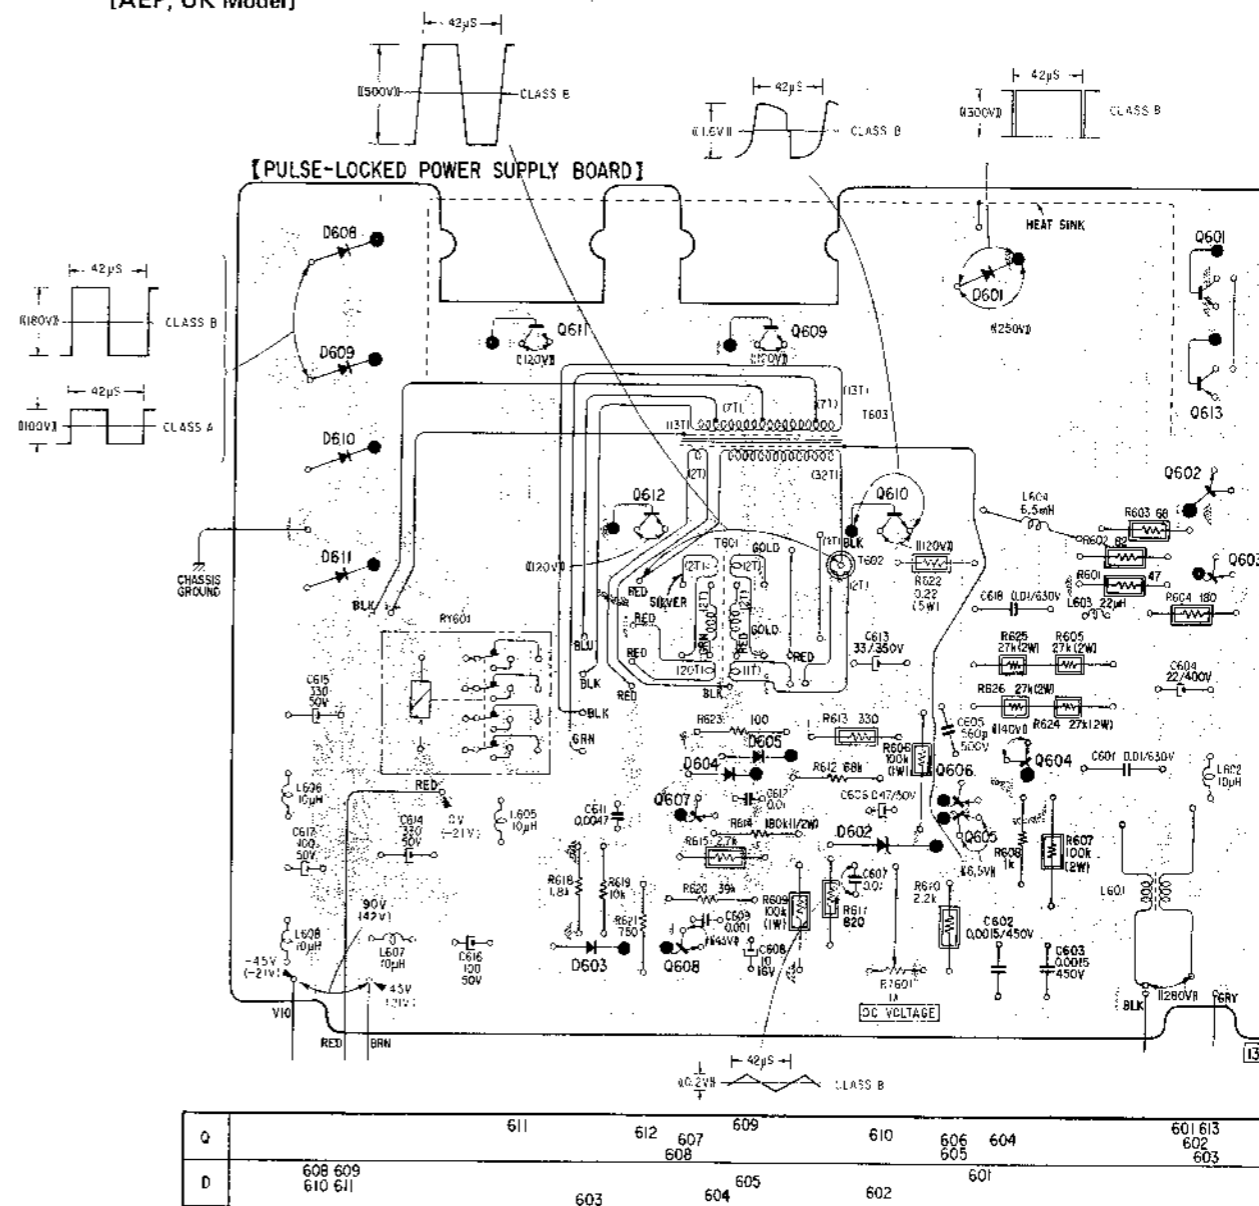 [AEP, UK Model]
42μS
42μS
42μS
((500V))
CLASS B
((1.6V))
CLASS B
((300V))
CLASS B
[PULSE-LOCKED POWER SUPPLY BOARD]
HEAT SINK
D608
Q601
42μS
D601
((180V))
CLASS B
Q611
Q609
((250V))
D609
((120V))
((120V))
42μS
(13T)
Q613
((100V))
CLASS A
(7T)
(7T)
T603
(13T)
D610
(2T)
(32T)
Q602
Q612
Q610
L604
6.5mH
R603 68
T601
GOLD
BLK
((120V))
R602 82
D611
((120V))
(2T)
(2T)
T602
R622
0.22
(5W)
R601
47
Q603
CHASSIS
GROUND
RED
SILVER
(2T)
C618 0.01/630V
L603 22μH
R604 180
BLK
RY601
RED
GOLD
BLU
GRN
RED
RED
C613
33/350V
R625
27k(2W)
R605
27k(2W)
C604
22/400V
C615
330
50V
BLK
RED
(20T)
(1T)
BLK
R626 27k(2W)
BLK
R623 100
R613 330
C605
560p
500V
((140V))
R624 27k(2W)
GRN
D605
R606
100k
(1W)
D604
R612 68k
Q606
Q604
C601 0.01/630V
L602
10μH
L606
10μH
RED
C611
0.0047
C612
0.01
C606 0.47/50V
Q607
0V
(-21V)
L605
10μH
R614 180k(1/2W)
D602
Q605
C617
100
50V
C614
330
50V
R615 2.7k
R608
1k
R607
100k
(2W)
((6.5V))
R618
1.8k
R619
10k
C607
0.01
90V
(42V)
R620 39k
R609
100k
(1W)
R610
2.2k
L601
R621
750
C609
0.001
R611
820
C602
0.0015/450V
L608
10μH
L607
10μH
C616
100
50V
D603
Q608
C608
10
16V
C603
0.0015
450V
-45V
(-21V)
45V
(21V)
R7601
1k
DC VOLTAGE
((280V))
BLK
GRY
V10
RED
BRN
13
42μS
((0.2V))
CLASS B
Q
611
612
607
608
609
610
606
605
604
601 613
602
603
D
608 609
610 611
603
604
605
602
601